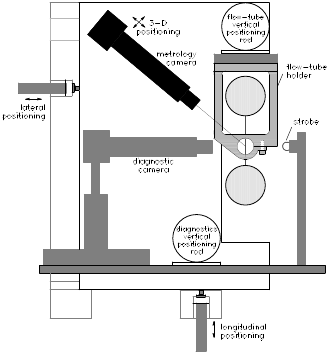 flow-tube
vertical
positioning
rod
3-D
positioning
metrology
camera
flow-tube
holder
lateral
positioning
strobe
diagnostic
camera
diagnostics
vertical
positioning
rod
longitudinal
positioning